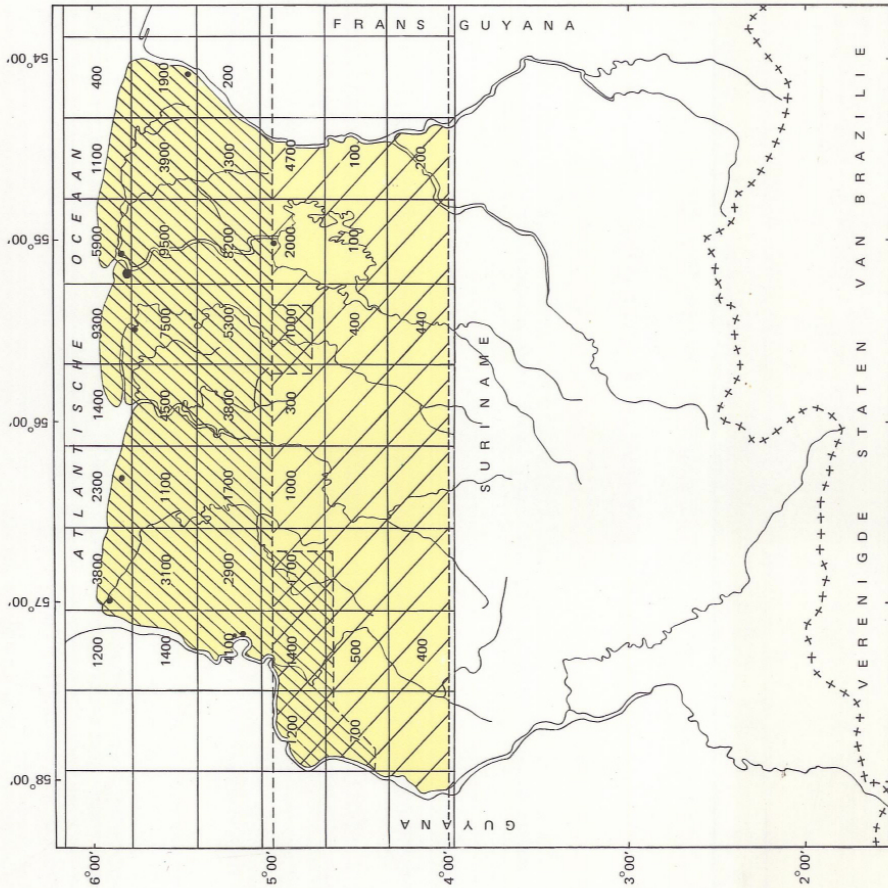 58°00' 57°00' 56°00' 55°00' 54°00'
6°00'
ATLANTISCHE OCEAAN
1200 3800 2300 1400 9300 5900 1100 400
1400 3100 1100 4500 7500 9500 3900 1900
4100 2900 1700 3800 5300 8200 1300 200
5°00'
200 1400 1700 1000 300 1000 2000 4700
700 500 400 100 100
400 440 200
4°00'
GUYANA
SURINAME
FRANS GUYANA
3°00'
2°00'
VERENIGDE STATEN VAN BRAZILIE